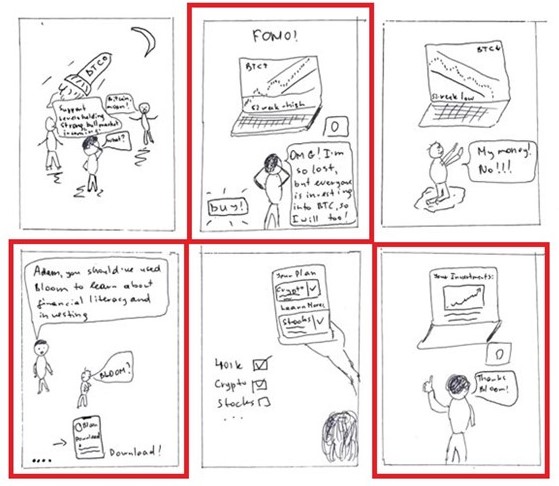 BTC
Support
Levels holding
Strong bull market
incoming!
Bitcoin
moon!
what?
FOMO!
BTC↑
52 week high
OMG! I'm
so lost,
but everyone
is investing
into BTC, so
I will too!
buy!
BTC↓
52 week low
My money!
No!!!
Adam, you should've used
Bloom to learn about
financial literacy and
investing
BLOOM?
Bloom
Download
Download!
Your Plan
Crypto
Learn More:
Stocks
401k
Crypto
Stocks
...
Your Investments:
Thanks
Bloom!